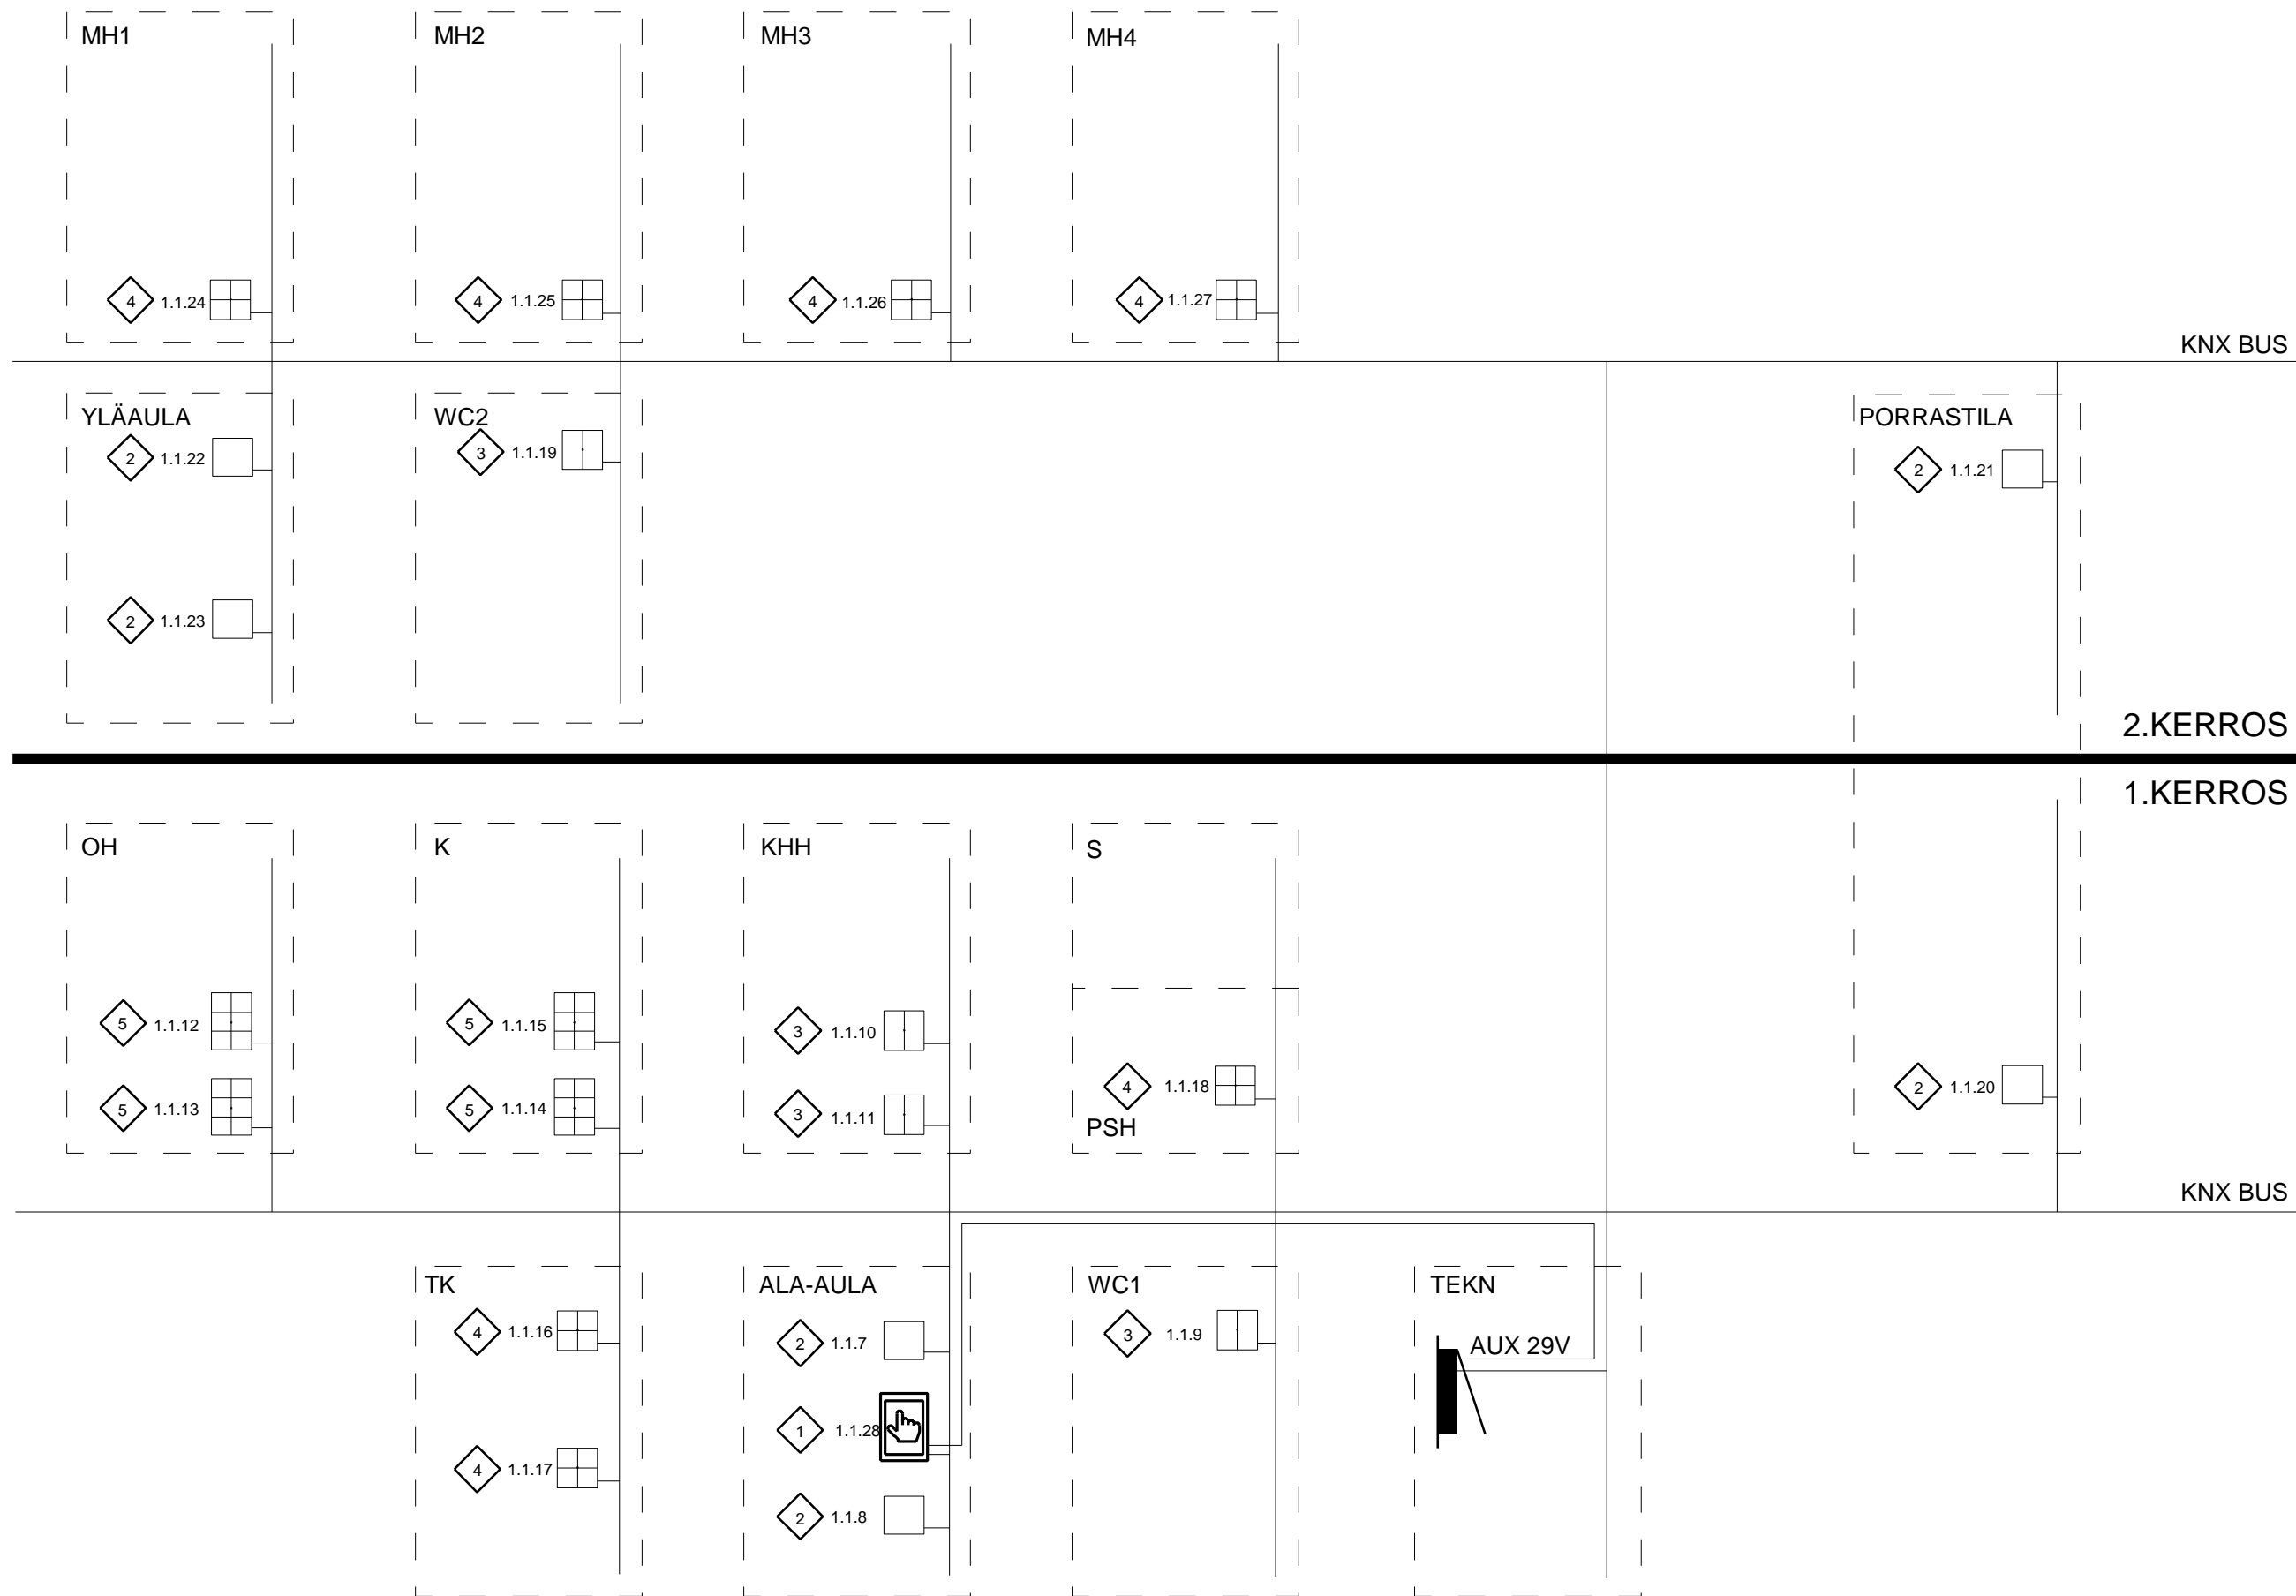 MH1
MH2
MH3
MH4
4 1.1.24
4 1.1.25
4 1.1.26
4 1.1.27
KNX BUS
YLÄAULA
2 1.1.22
2 1.1.23
WC2
3 1.1.19
PORRASTILA
2 1.1.21
2.KERROS
1.KERROS
OH
5 1.1.12
5 1.1.13
K
5 1.1.15
5 1.1.14
KHH
3 1.1.10
3 1.1.11
S
4 1.1.18
PSH
2 1.1.20
KNX BUS
TK
4 1.1.16
4 1.1.17
ALA-AULA
2 1.1.7
1 1.1.28
2 1.1.8
WC1
3 1.1.9
TEKN
AUX 29V